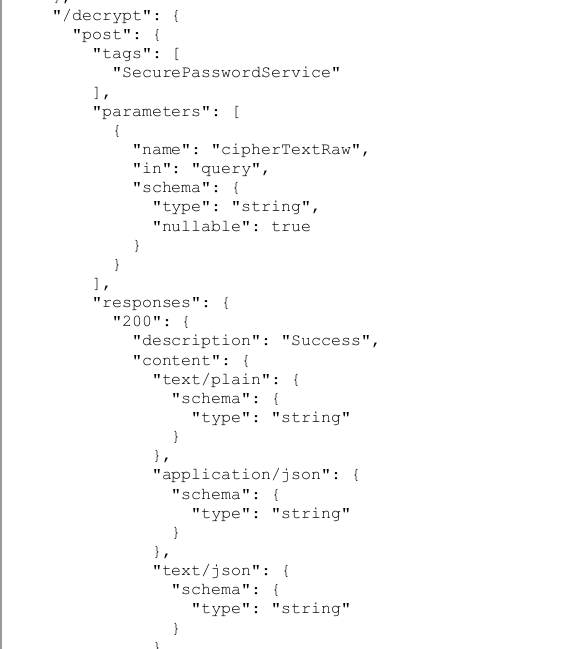 },
"/decrypt": {
"post": {
"tags": [
"SecurePasswordService"
],
"parameters": [
{
"name": "cipherTextRaw",
"in": "query",
"schema": {
"type": "string",
"nullable": true
}
}
],
"responses": {
"200": {
"description": "Success",
"content": {
"text/plain": {
"schema": {
"type": "string"
}
},
"application/json": {
"schema": {
"type": "string"
}
},
"text/json": {
"schema": {
"type": "string"
}
}